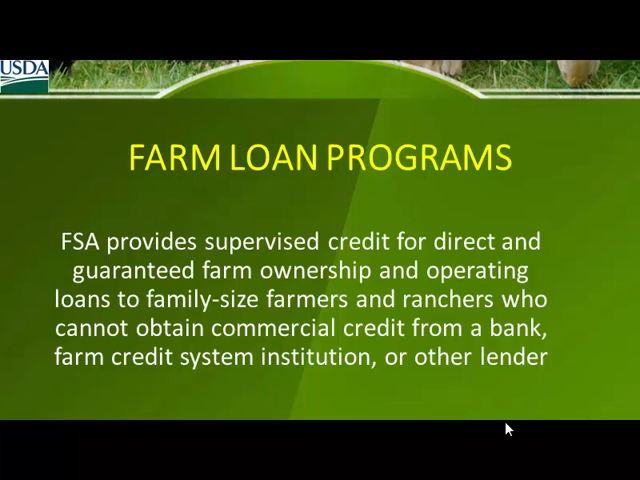 USDA
FARM LOAN PROGRAMS
FSA provides supervised credit for direct and
guaranteed farm ownership and operating
loans to family-size farmers and ranchers who
cannot obtain commercial credit from a bank,
farm credit system institution, or other lender